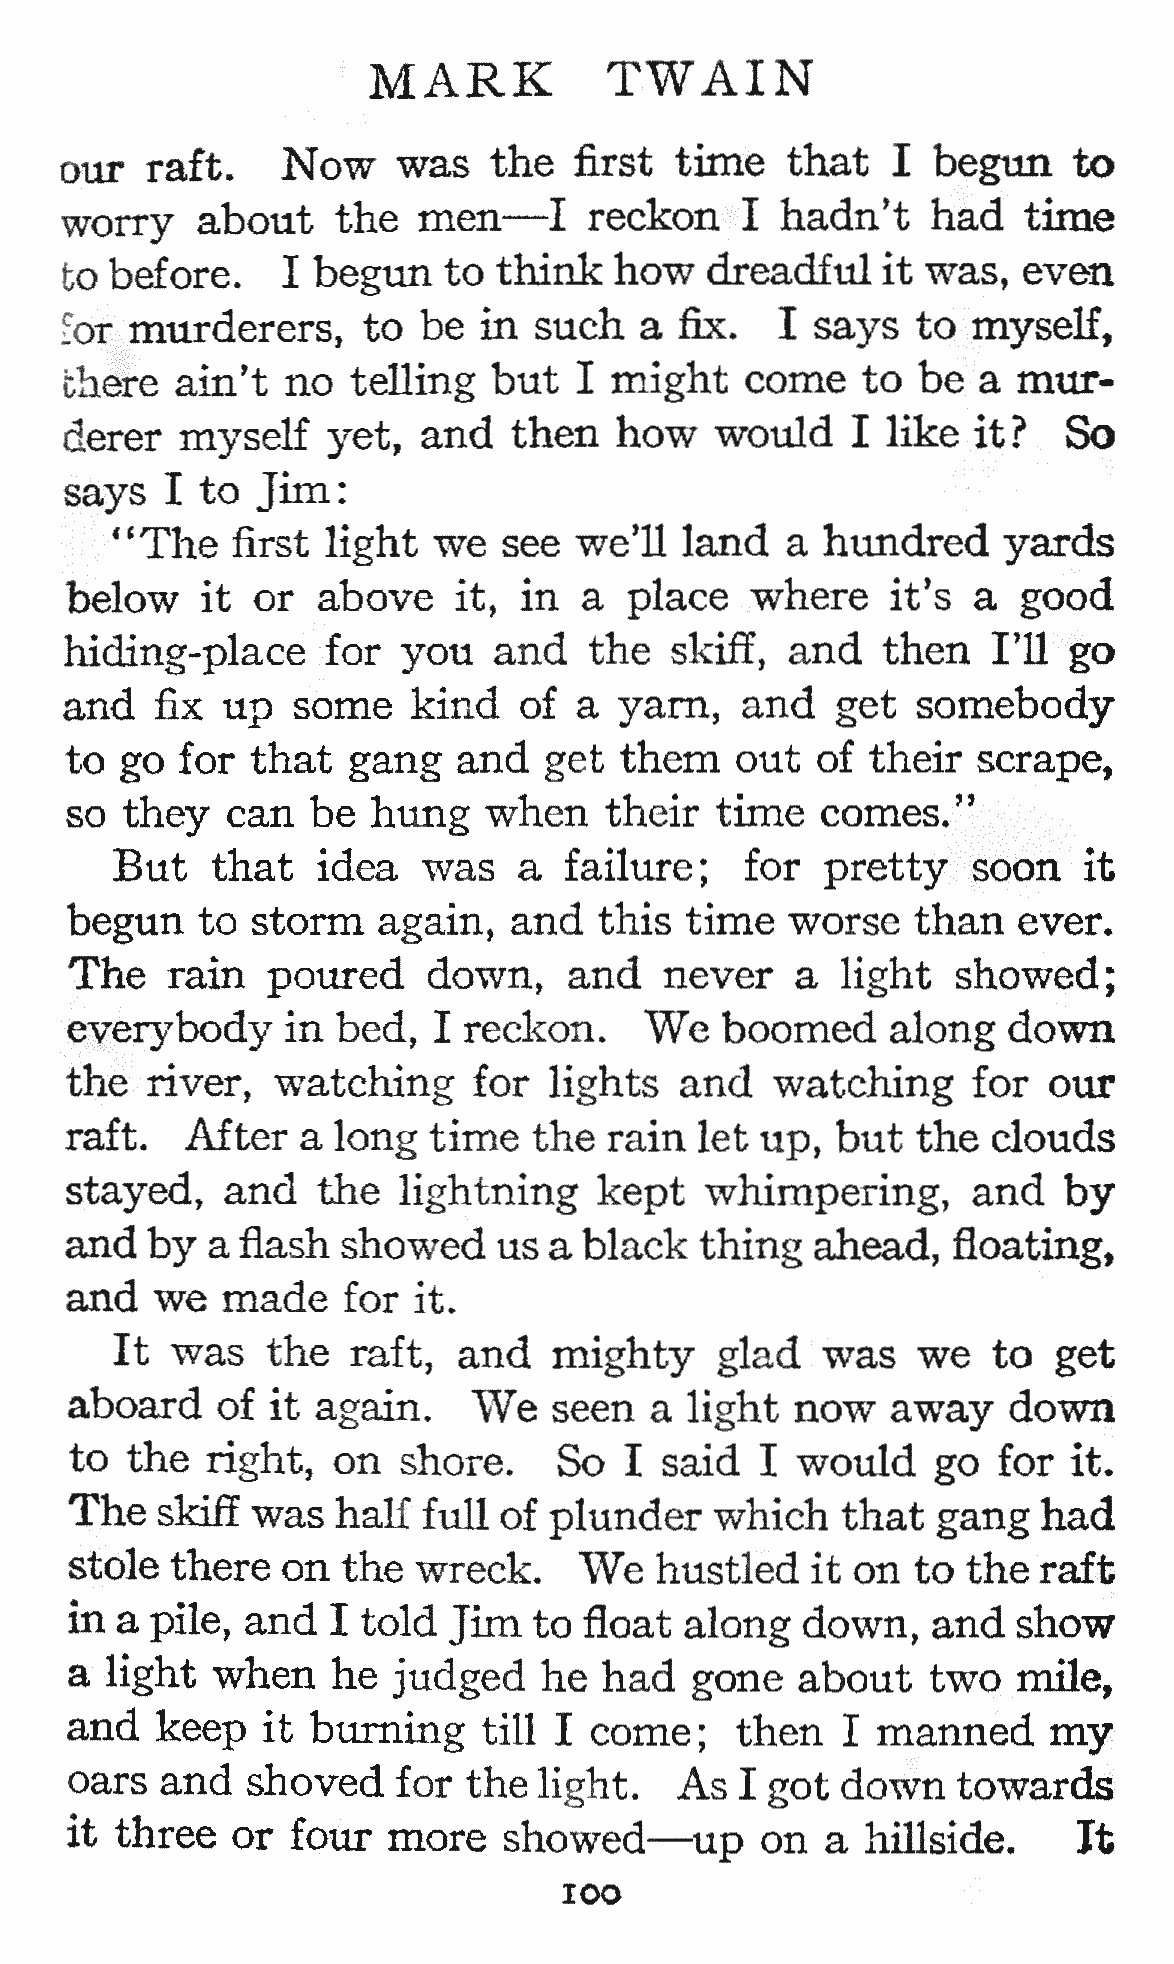 MARK TWAIN
our raft. Now was the first time that I begun to
worry about the men—I reckon I hadn't had time
to before. I begun to think how dreadful it was, even
for murderers, to be in such a fix. I says to myself,
there ain't no telling but I might come to be a mur-
derer myself yet, and then how would I like it? So
says I to Jim:
"The first light we see we'll land a hundred yards
below it or above it, in a place where it's a good
hiding-place for you and the skiff, and then I'll go
and fix up some kind of a yarn, and get somebody
to go for that gang and get them out of their scrape,
so they can be hung when their time comes."
But that idea was a failure; for pretty soon it
begun to storm again, and this time worse than ever.
The rain poured down, and never a light showed;
everybody in bed, I reckon. We boomed along down
the river, watching for lights and watching for our
raft. After a long time the rain let up, but the clouds
stayed, and the lightning kept whimpering, and by
and by a flash showed us a black thing ahead, floating,
and we made for it.
It was the raft, and mighty glad was we to get
aboard of it again. We seen a light now away down
to the right, on shore. So I said I would go for it.
The skiff was half full of plunder which that gang had
stole there on the wreck. We hustled it on to the raft
in a pile, and I told Jim to float along down, and show
a light when he judged he had gone about two mile,
and keep it burning till I come; then I manned my
oars and shoved for the light. As I got down towards
it three or four more showed—up on a hillside. It
100